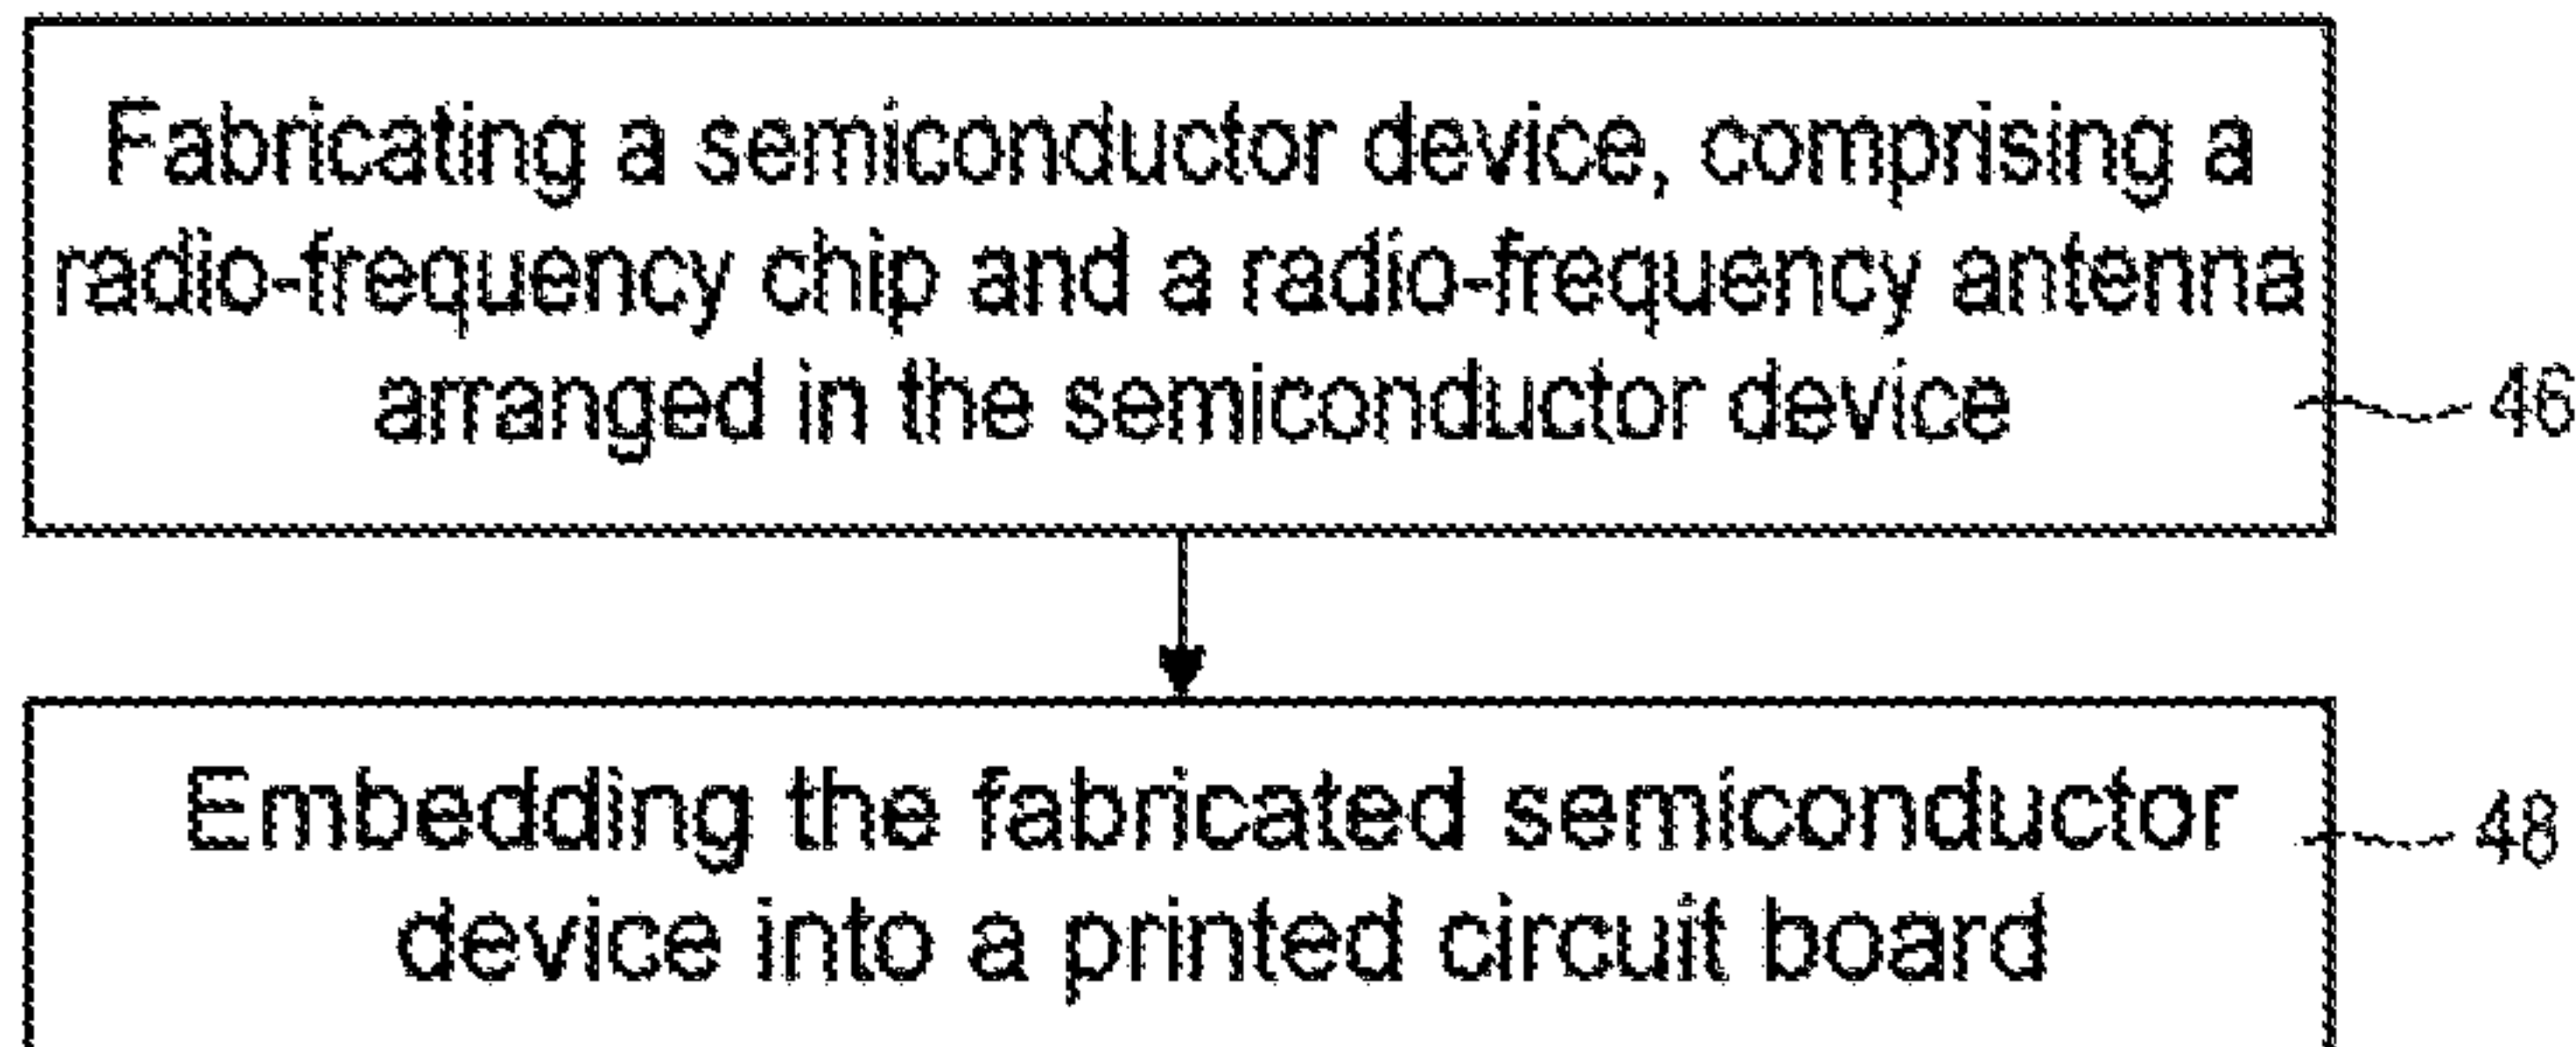 Fabricating a semiconductor device, comprising a
radio-frequency chip and a radio-frequency antenna
arranged in the semiconductor device
46
Embedding the fabricated semiconductor
48
device into a printed circuit board